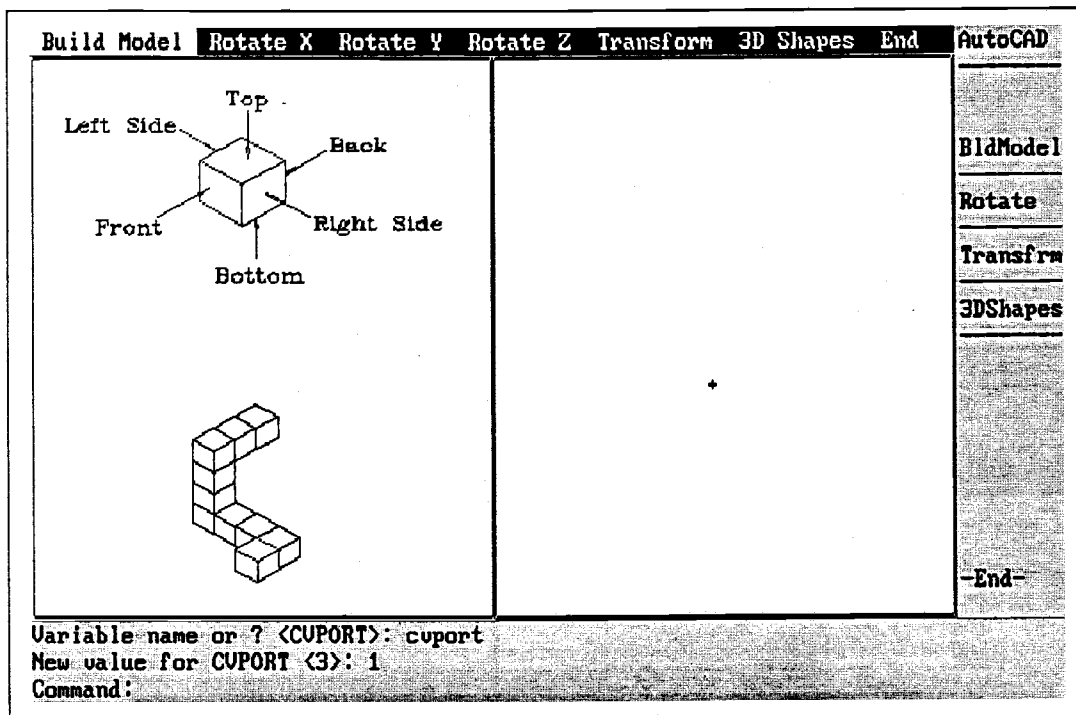 Build Model Rotate X Rotate Y Rotate Z Transform 3D Shapes End AutoCAD
Top
Left Side
Back
Front
Right Side
Bottom
BldModel
Rotate
Transfrm
3DShapes
-End-
Variable name or ? <CVPORT>: cvport
New value for CVPORT <3>: 1
Command: